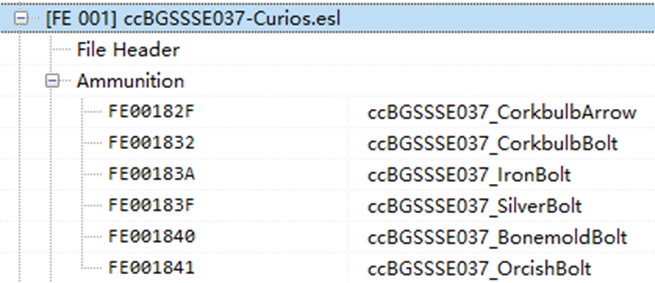 [FE 001] ccBGSSSE037-Curios.esl
File Header
Ammunition
FE00182F ccBGSSSE037_CorkbulbArrow
FE001832 ccBGSSSE037_CorkbulbBolt
FE00183A ccBGSSSE037_IronBolt
FE00183F ccBGSSSE037_SilverBolt
FE001840 ccBGSSSE037_BonemoldBolt
FE001841 ccBGSSSE037_OrcishBolt